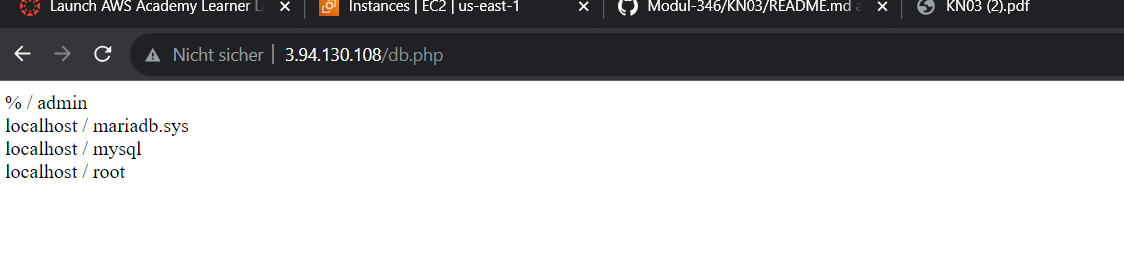 Launch AWS Academy Learner L
Instances | EC2 | us-east-1
Modul-346/KN03/README.md a
KN03 (2).pdf
Nicht sicher | 3.94.130.108/db.php
% / admin
localhost / mariadb.sys
localhost / mysql
localhost / root